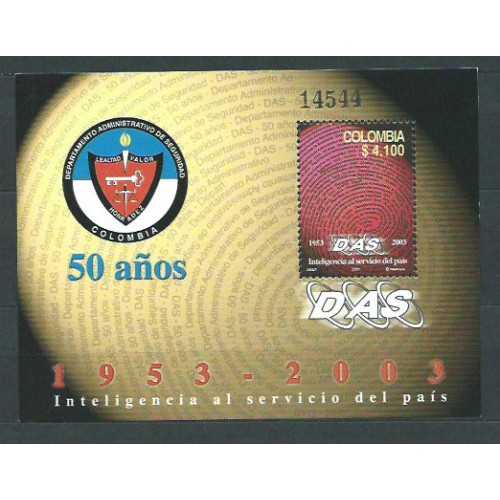 14544
COLOMBIA
$ 4.100
DEPARTAMENTO ADMINISTRATIVO DE SEGURIDAD
LEALTAD VALOR
HONRADEZ
COLOMBIA
50 años
1953 DAS 2003
Inteligencia al servicio del país
DAS
1953-2003
Inteligencia al servicio del país